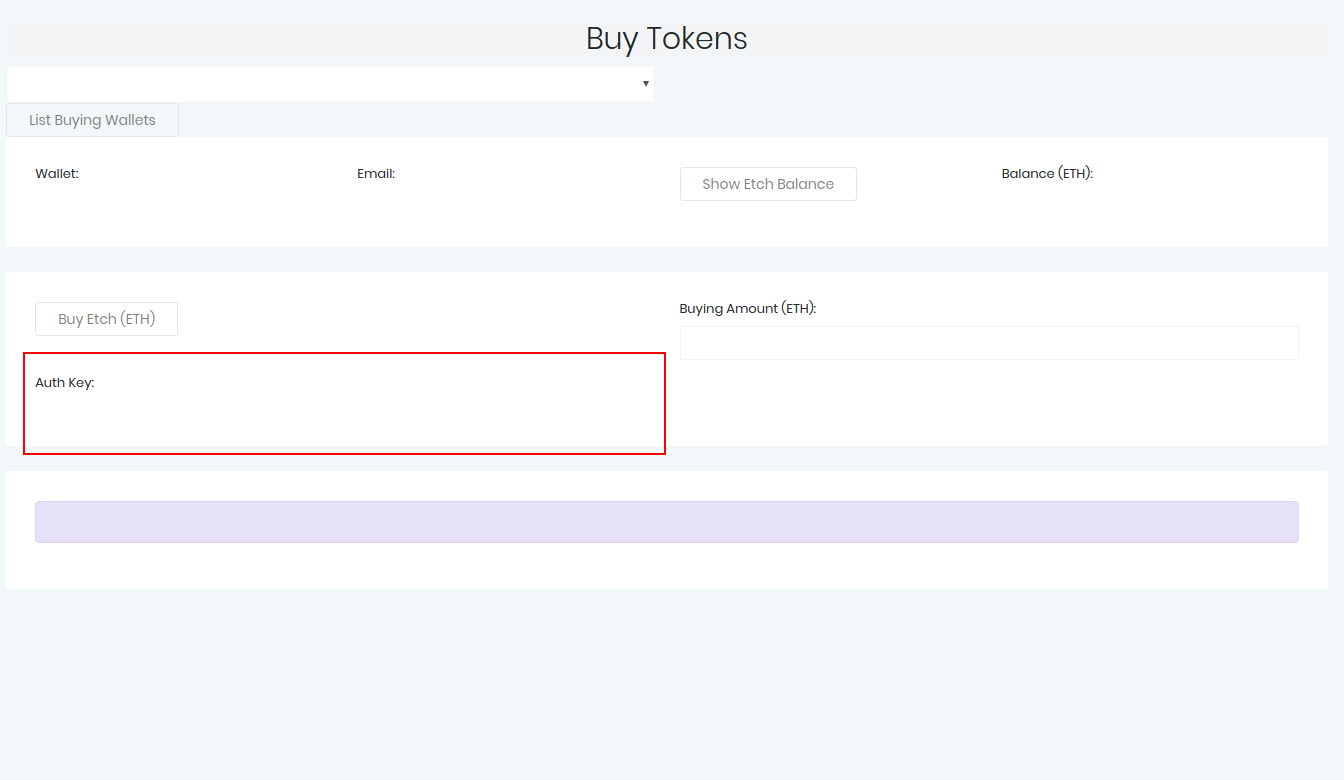 Buy Tokens
List Buying Wallets
Wallet:
Email:
Show Etch Balance
Balance (ETH):
Buy Etch (ETH)
Buying Amount (ETH):
Auth Key: